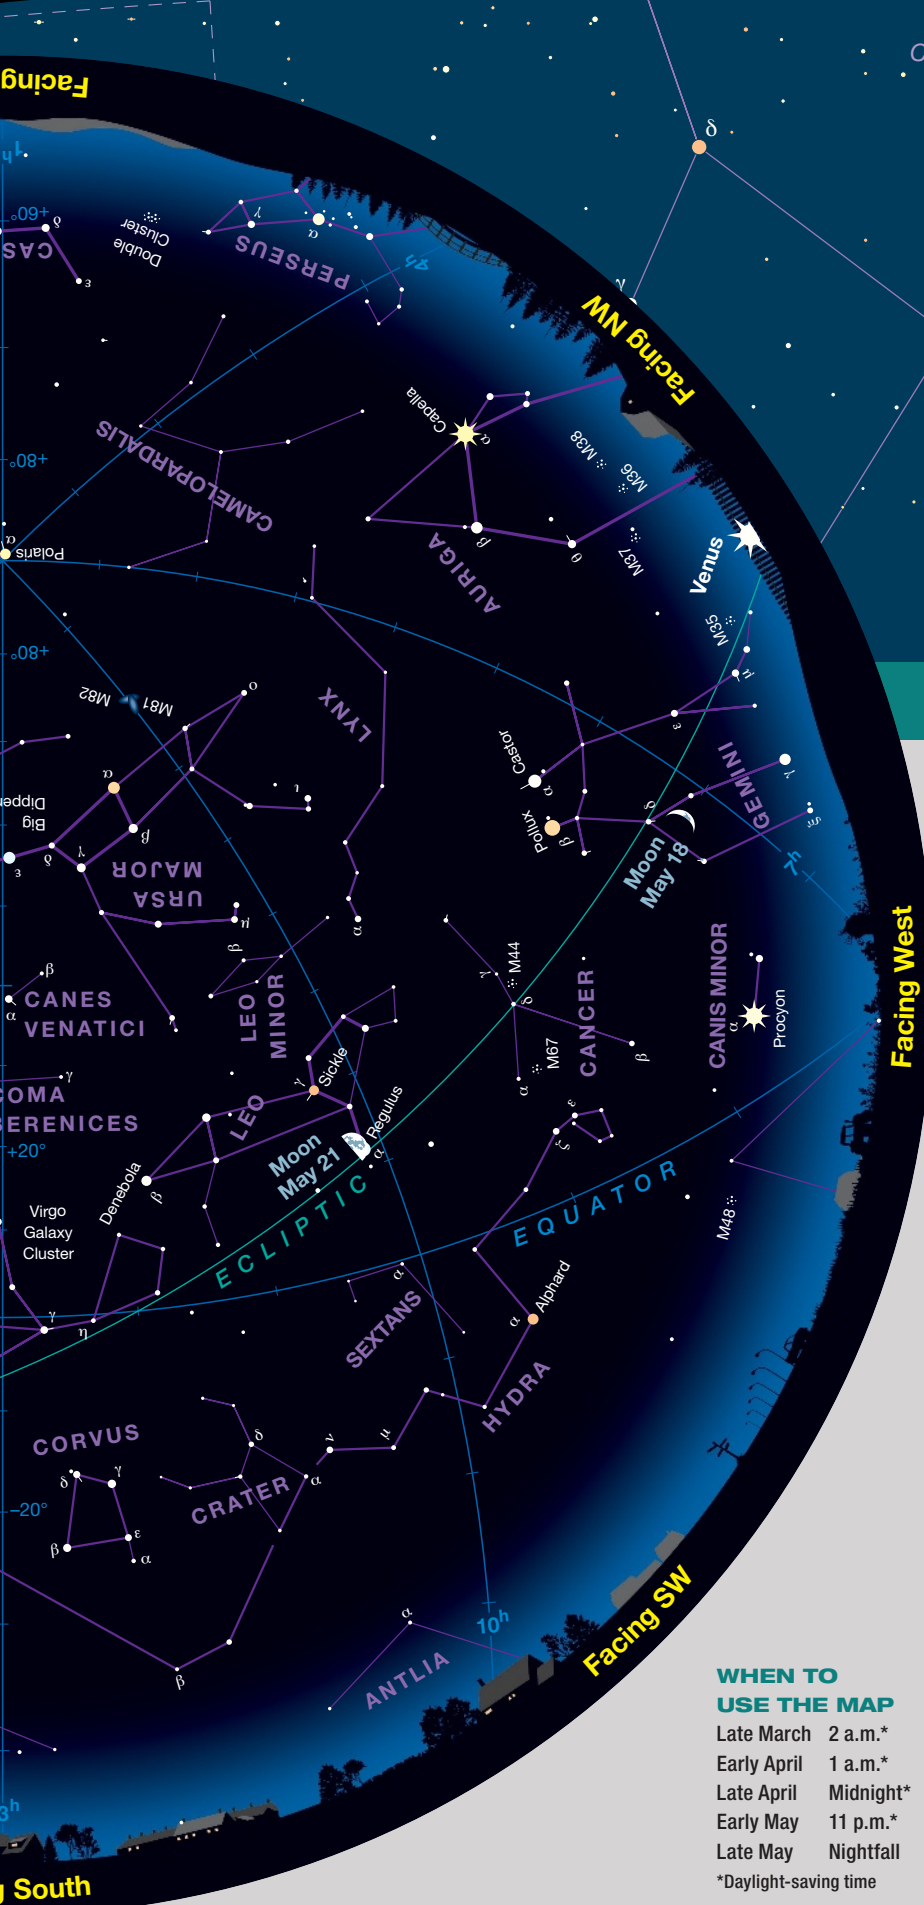 δ
Facing
1h
+60°
CAS
δ
ε
Double
Cluster
γ
α
PERSEUS
4h
γ
Facing NW
Capella
α
M38
M36
M37
CAMELOPARDALIS
+80°
α
Polaris
AURIGA
β
θ
Venus
M35
+80°
M82
M81
ο
LYNX
Castor
α
Pollux
β
η
ε
GEMINI
γ
ξ
δ
Moon
May 18
7h
α
Big
Dipper
β
δ
γ
ε
ι
URSA
MAJOR
μ
α
β
β
CANES
VENATICI
α
LEO
MINOR
M44
γ
δ
CANCER
M67
α
β
CANIS MINOR
α
Procyon
Facing West
γ
COMA
BERENICES
Sickle
γ
LEO
Regulus
α
Moon
May 21
+20°
Denebola
β
ε
ζ
ECLIPTIC
EQUATOR
M48
Virgo
Galaxy
Cluster
γ
η
α
SEXTANS
Alphard
α
HYDRA
CORVUS
δ
γ
β
ε
α
δ
α
CRATER
ν
μ
–20°
β
α
10h
ANTLIA
Facing SW
13h
g South
WHEN TO
USE THE MAP
Late March 2 a.m.*
Early April 1 a.m.*
Late April Midnight*
Early May 11 p.m.*
Late May Nightfall
*Daylight-saving time